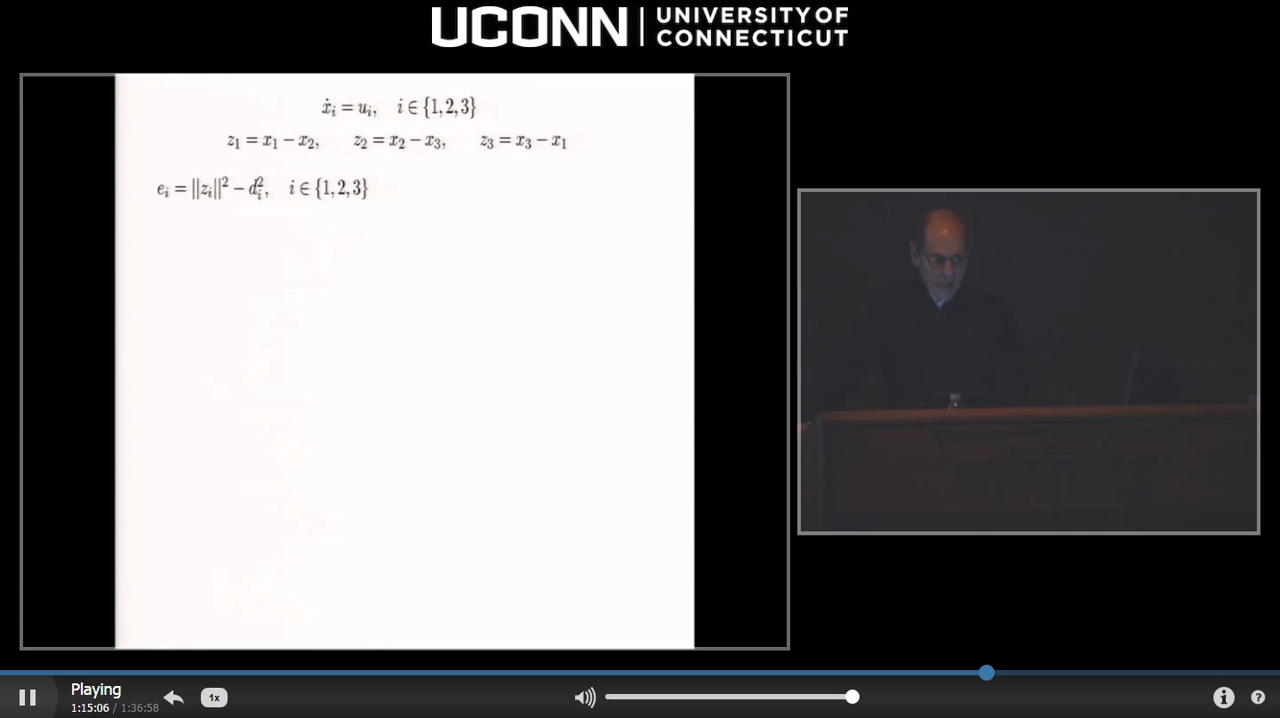 UCONN | UNIVERSITY OF CONNECTICUT
ẋᵢ = uᵢ, i ∈ {1,2,3}
z₁ = x₁ − x₂, z₂ = x₂ − x₃, z₃ = x₃ − x₁
eᵢ = ||zᵢ||² − dᵢ², i ∈ {1,2,3}
Playing
1:15:06 / 1:36:58
1x